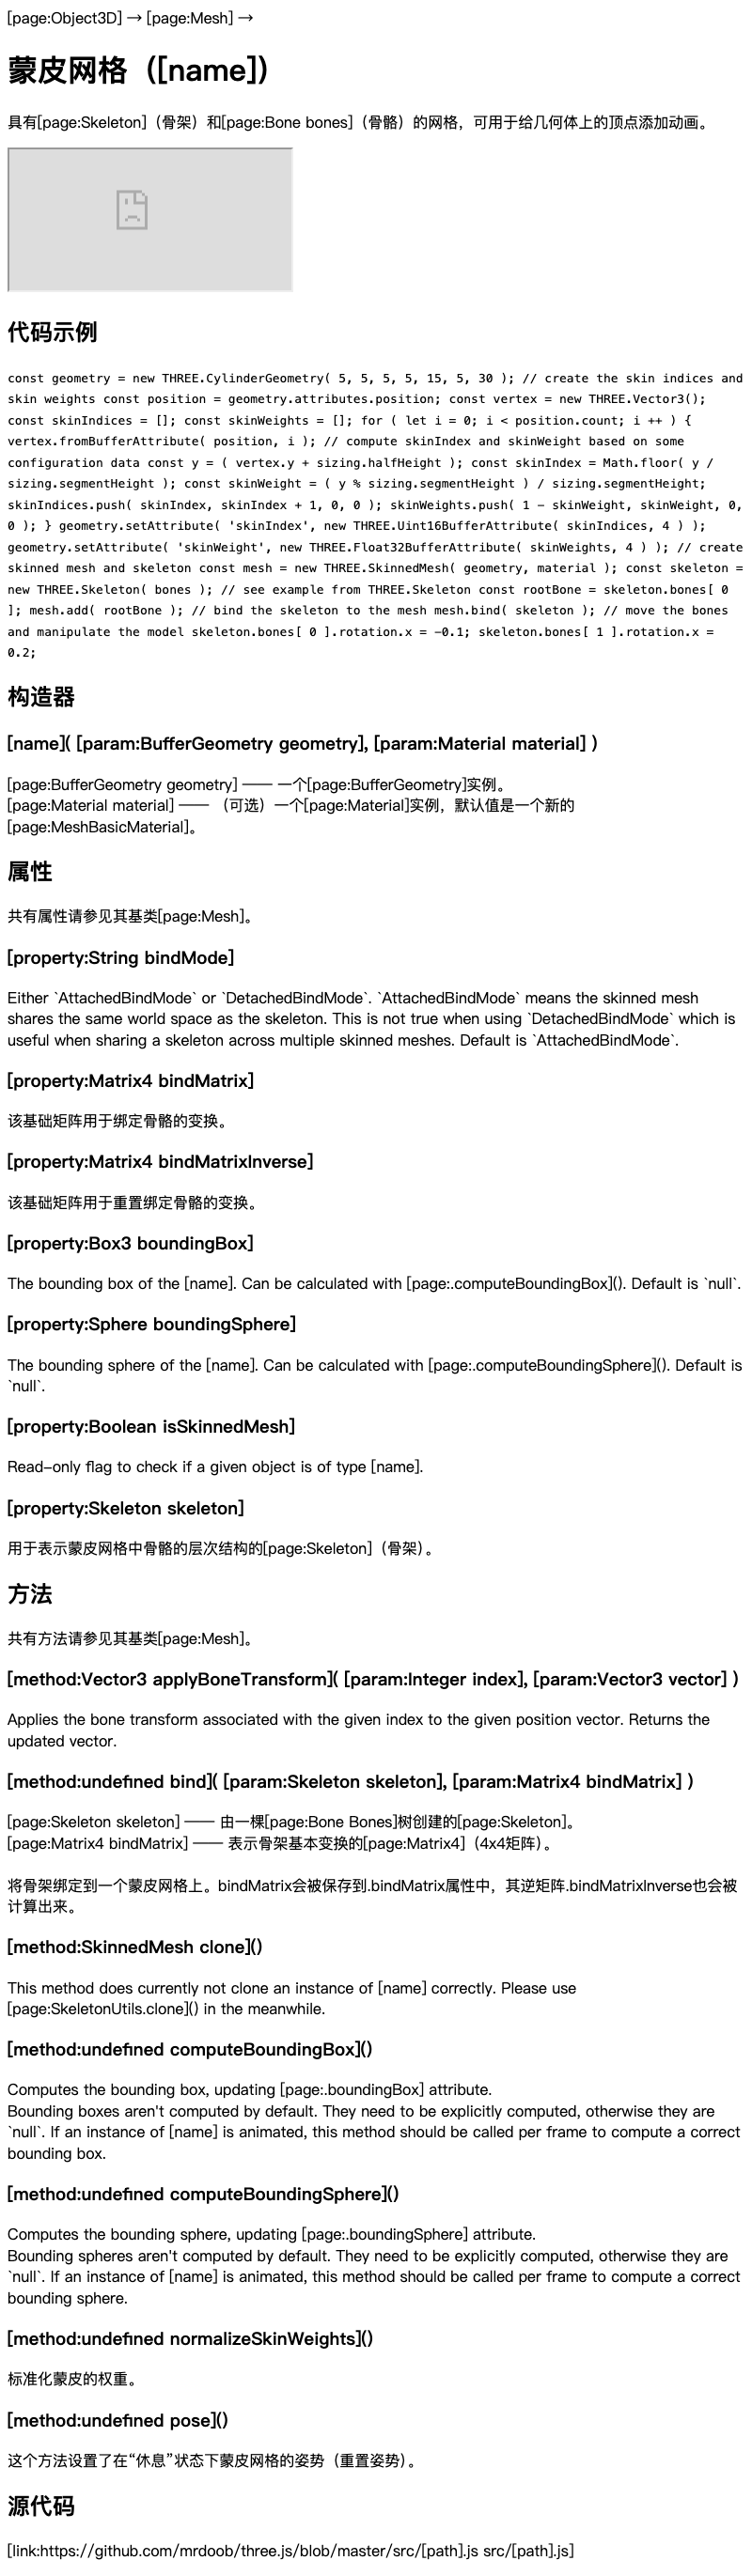 [page:Object3D] → [page:Mesh] →
蒙皮网格（[name]）
具有[page:Skeleton]（骨架）和[page:Bone bones]（骨骼）的网格，可用于给几何体上的顶点添加动画。
代码示例
const geometry = new THREE.CylinderGeometry( 5, 5, 5, 5, 15, 5, 30 ); // create the skin indices and
skin weights const position = geometry.attributes.position; const vertex = new THREE.Vector3();
const skinIndices = []; const skinWeights = []; for ( let i = 0; i < position.count; i ++ ) {
vertex.fromBufferAttribute( position, i ); // compute skinIndex and skinWeight based on some
configuration data const y = ( vertex.y + sizing.halfHeight ); const skinIndex = Math.floor( y /
sizing.segmentHeight ); const skinWeight = ( y % sizing.segmentHeight ) / sizing.segmentHeight;
skinIndices.push( skinIndex, skinIndex + 1, 0, 0 ); skinWeights.push( 1 - skinWeight, skinWeight, 0,
0 ); } geometry.setAttribute( 'skinIndex', new THREE.Uint16BufferAttribute( skinIndices, 4 ) );
geometry.setAttribute( 'skinWeight', new THREE.Float32BufferAttribute( skinWeights, 4 ) ); // create
skinned mesh and skeleton const mesh = new THREE.SkinnedMesh( geometry, material ); const skeleton =
new THREE.Skeleton( bones ); // see example from THREE.Skeleton const rootBone = skeleton.bones[ 0
]; mesh.add( rootBone ); // bind the skeleton to the mesh mesh.bind( skeleton ); // move the bones
and manipulate the model skeleton.bones[ 0 ].rotation.x = -0.1; skeleton.bones[ 1 ].rotation.x =
0.2;
构造器
[name]( [param:BufferGeometry geometry], [param:Material material] )
[page:BufferGeometry geometry] —— 一个[page:BufferGeometry]实例。
[page:Material material] —— （可选）一个[page:Material]实例，默认值是一个新的
[page:MeshBasicMaterial]。
属性
共有属性请参见其基类[page:Mesh]。
[property:String bindMode]
Either `AttachedBindMode` or `DetachedBindMode`. `AttachedBindMode` means the skinned mesh
shares the same world space as the skeleton. This is not true when using `DetachedBindMode` which is
useful when sharing a skeleton across multiple skinned meshes. Default is `AttachedBindMode`.
[property:Matrix4 bindMatrix]
该基础矩阵用于绑定骨骼的变换。
[property:Matrix4 bindMatrixInverse]
该基础矩阵用于重置绑定骨骼的变换。
[property:Box3 boundingBox]
The bounding box of the [name]. Can be calculated with [page:.computeBoundingBox](). Default is `null`.
[property:Sphere boundingSphere]
The bounding sphere of the [name]. Can be calculated with [page:.computeBoundingSphere](). Default is
`null`.
[property:Boolean isSkinnedMesh]
Read-only flag to check if a given object is of type [name].
[property:Skeleton skeleton]
用于表示蒙皮网格中骨骼的层次结构的[page:Skeleton]（骨架）。
方法
共有方法请参见其基类[page:Mesh]。
[method:Vector3 applyBoneTransform]( [param:Integer index], [param:Vector3 vector] )
Applies the bone transform associated with the given index to the given position vector. Returns the
updated vector.
[method:undefined bind]( [param:Skeleton skeleton], [param:Matrix4 bindMatrix] )
[page:Skeleton skeleton] —— 由一棵[page:Bone Bones]树创建的[page:Skeleton]。
[page:Matrix4 bindMatrix] —— 表示骨架基本变换的[page:Matrix4]（4x4矩阵）。
将骨架绑定到一个蒙皮网格上。bindMatrix会被保存到.bindMatrix属性中，其逆矩阵.bindMatrixInverse也会被
计算出来。
[method:SkinnedMesh clone]()
This method does currently not clone an instance of [name] correctly. Please use
[page:SkeletonUtils.clone]() in the meanwhile.
[method:undefined computeBoundingBox]()
Computes the bounding box, updating [page:.boundingBox] attribute.
Bounding boxes aren't computed by default. They need to be explicitly computed, otherwise they are
`null`. If an instance of [name] is animated, this method should be called per frame to compute a correct
bounding box.
[method:undefined computeBoundingSphere]()
Computes the bounding sphere, updating [page:.boundingSphere] attribute.
Bounding spheres aren't computed by default. They need to be explicitly computed, otherwise they are
`null`. If an instance of [name] is animated, this method should be called per frame to compute a correct
bounding sphere.
[method:undefined normalizeSkinWeights]()
标准化蒙皮的权重。
[method:undefined pose]()
这个方法设置了在“休息”状态下蒙皮网格的姿势（重置姿势）。
源代码
[link:https://github.com/mrdoob/three.js/blob/master/src/[path].js src/[path].js]